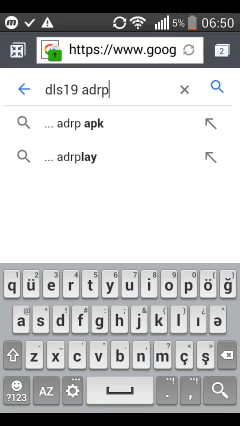 5% 06:50
https://www.goog 2
dls19 adrp
... adrp apk
... adrplay
q ü e r t y u i o p ö ğ
a s d f g h j k l ı ə
z x c v b n m ç ş
?123 AZ . ,